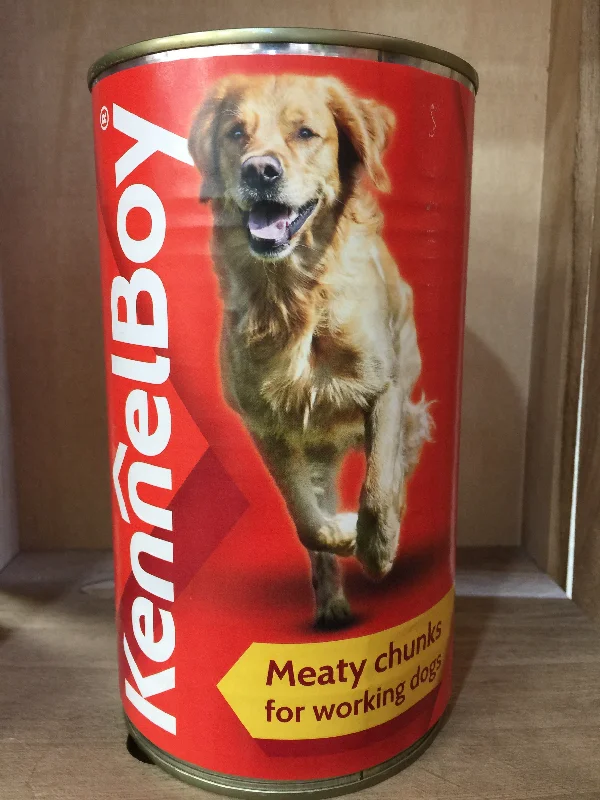 KennelBoy®
Meaty chunks
for working dogs